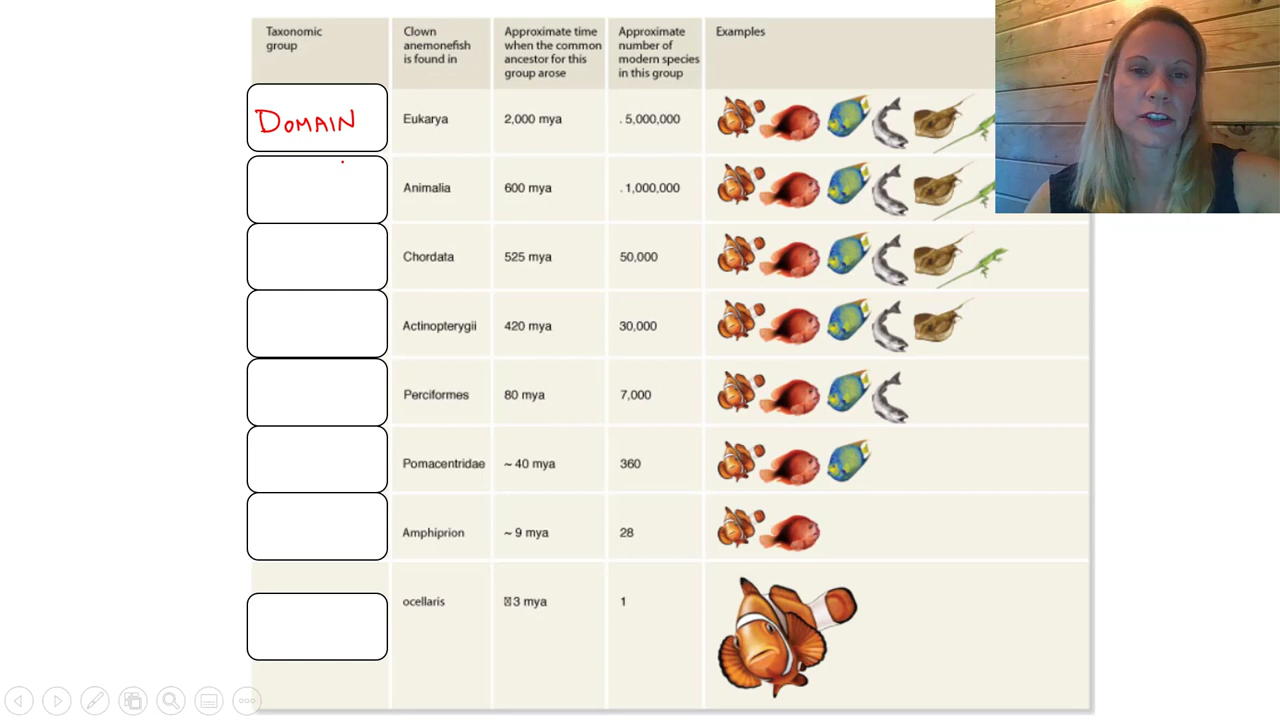 Taxonomic
group
Clown
anemonefish
is found in
Approximate time
when the common
ancestor for this
group arose
Approximate
number of
modern species
in this group
Examples
DOMAIN
Eukarya
2,000 mya
. 5,000,000
Animalia
600 mya
. 1,000,000
Chordata
525 mya
50,000
Actinopterygii
420 mya
30,000
Perciformes
80 mya
7,000
Pomacentridae
~ 40 mya
360
Amphiprion
~ 9 mya
28
ocellaris
3 mya
1